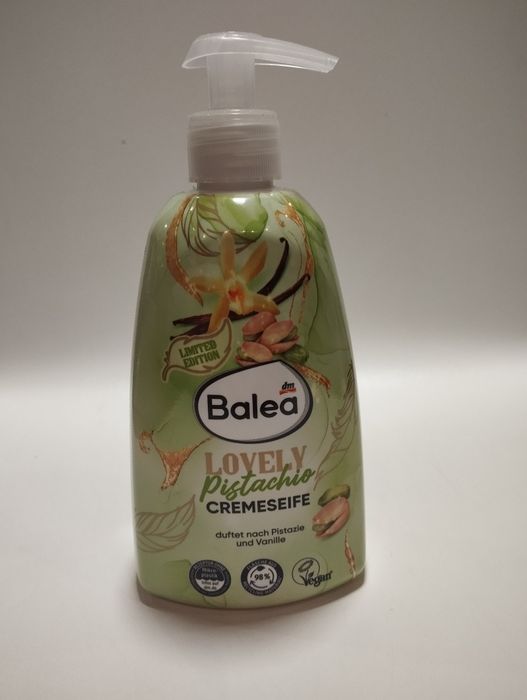 LIMITED
EDITION
dm
Balea
LOVELY
Pistachio
CREMESEIFE
duftet nach Pistazie
und Vanille
98%
Vegan